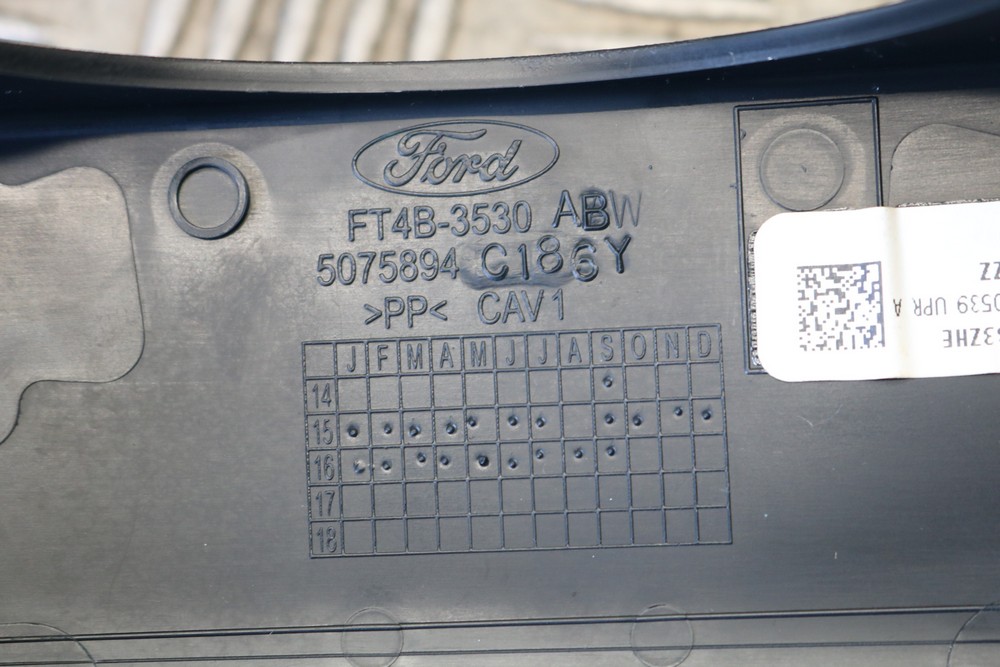 Ford
FT4B-3530 ABW
5075894 C186Y
>PP< CAV1
J F M A M J J A S O N D
14
15
16
17
18
ZZ
0539 UPR A
3ZHE